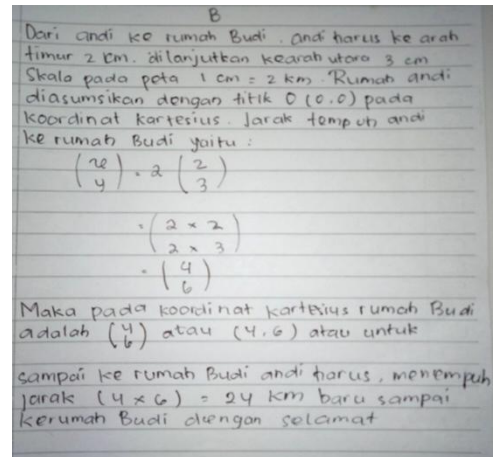 B
Dari andi ke rumah Budi. andi harus ke arah
timur 2 cm. dilanjutkan kearah utara 3 cm
Skala pada peta 1 cm = 2 km. Rumah andi
diasumsikan dengan titik O (0.0) pada
koordinat kartesius. Jarak tempuh andi
ke rumah Budi yaitu :
(x y) = 2 (2 3)
= (2 x 2 2 x 3)
= (4 6)
Maka pada koordinat kartesius rumah Budi
adalah (4 6) atau (4.6) atau untuk
sampai ke rumah Budi andi harus, menempuh
jarak (4 x 6) = 24 km baru sampai
kerumah Budi dengan selamat